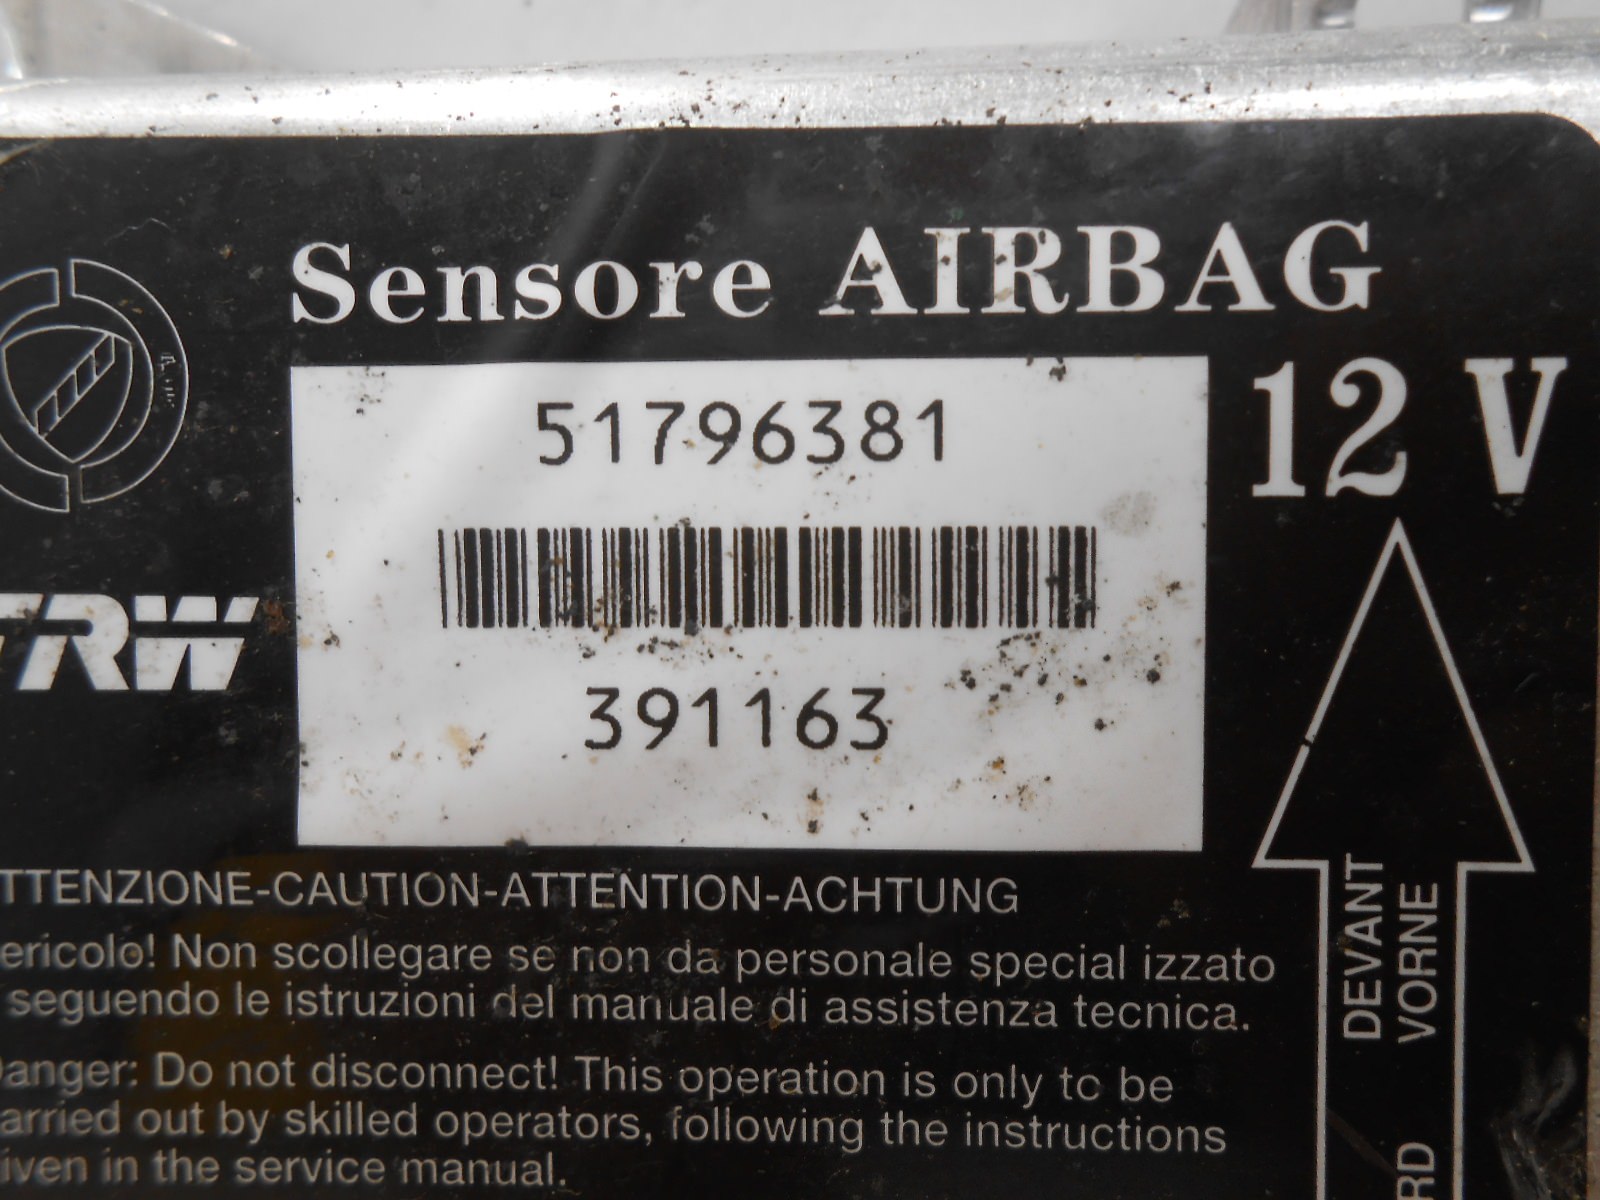 Sensore AIRBAG
51796381
12 V
TRW
391163
TTENZIONE-CAUTION-ATTENTION-ACHTUNG
ericolo! Non scollegare se non da personale special izzato
seguendo le istruzioni del manuale di assistenza tecnica.
anger: Do not disconnect! This operation is only to be
arried out by skilled operators, following the instructions
iven in the service manual.
DEVANT
VORNE
RD